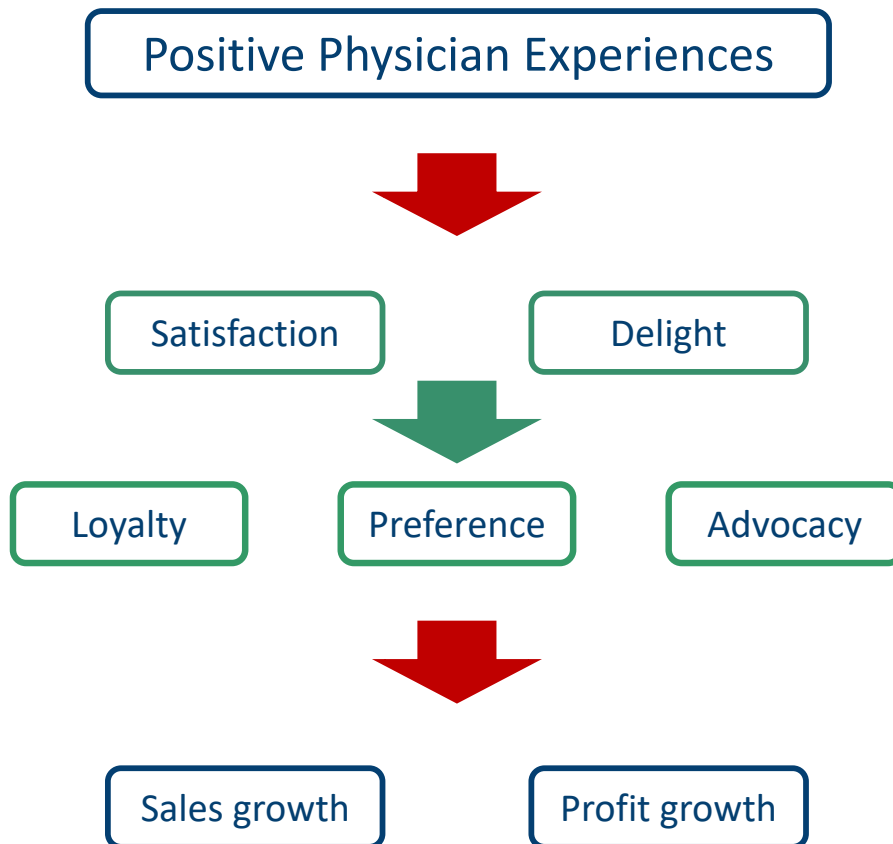 Positive Physician Experiences
Satisfaction
Delight
Loyalty
Preference
Advocacy
Sales growth
Profit growth